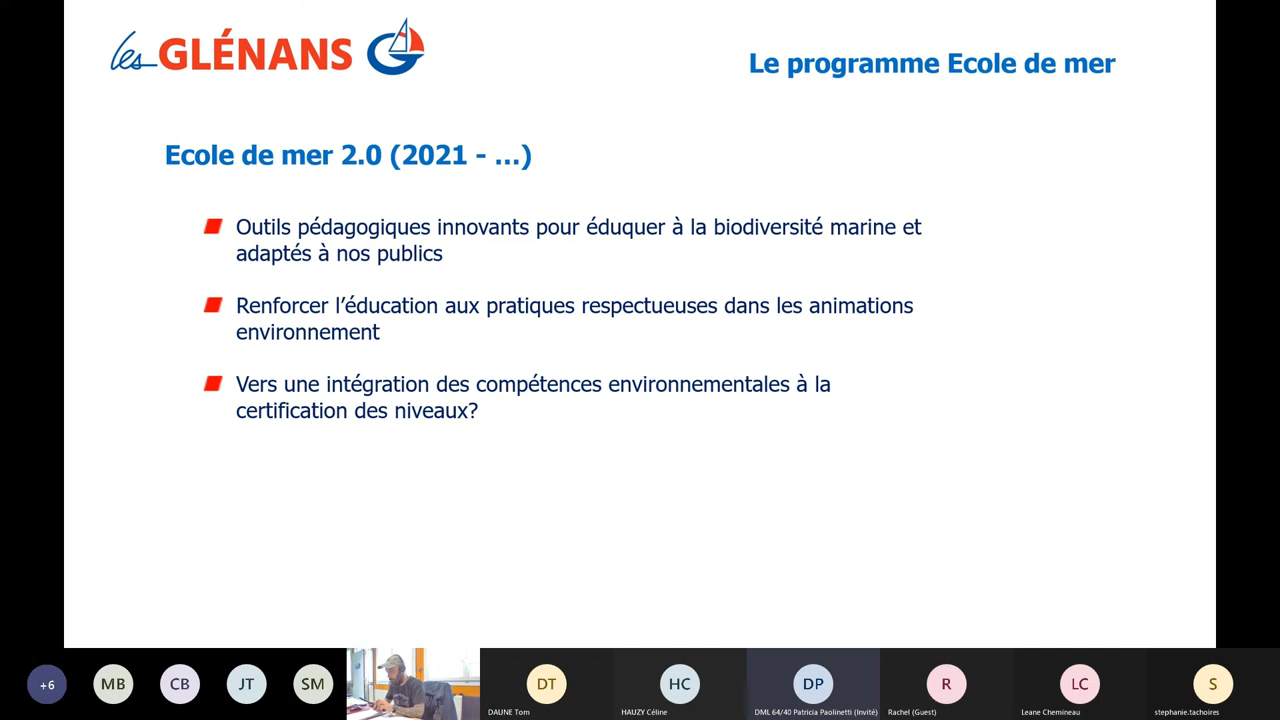 les GLÉNANS
Le programme Ecole de mer
Ecole de mer 2.0 (2021 - ...)
Outils pédagogiques innovants pour éduquer à la biodiversité marine et
adaptés à nos publics
Renforcer l’éducation aux pratiques respectueuses dans les animations
environnement
Vers une intégration des compétences environnementales à la
certification des niveaux?
+6
MB
CB
JT
SM
DT
HC
DP
R
LC
S
DAUNE Tom
HAUZY Céline
DML 64/40 Patricia Paolinetti (Invité)
Rachel (Guest)
Leane Chemineau
stephanie.tachoires